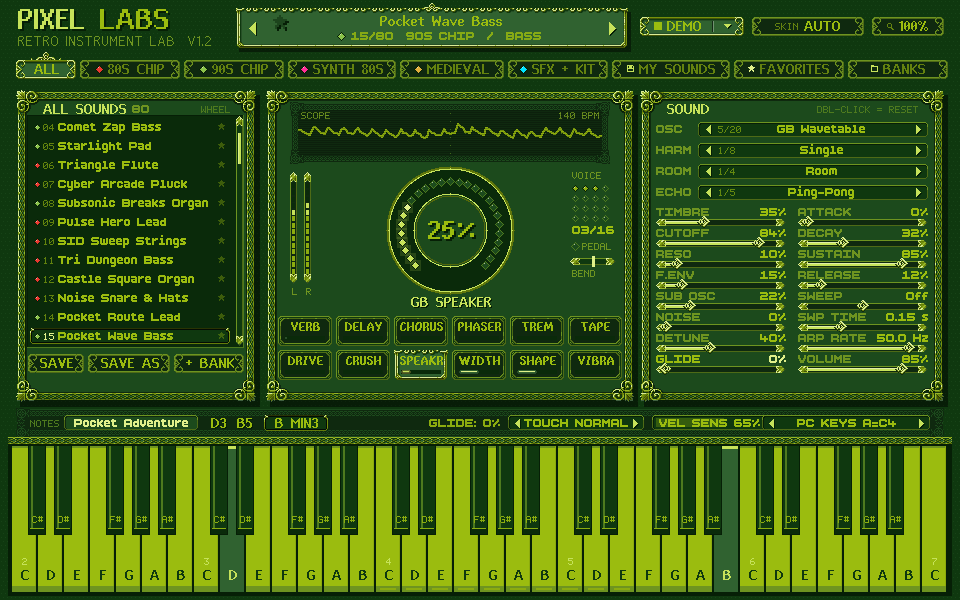 PIXEL LABS
RETRO INSTRUMENT LAB V1.2
Pocket Wave Bass
15/80 90S CHIP / BASS
DEMO
SKIN AUTO
100%
ALL
80S CHIP
90S CHIP
SYNTH 80S
MEDIEVAL
SFX + KIT
MY SOUNDS
FAVORITES
BANKS
ALL SOUNDS 80 WHEEL
04 Comet Zap Bass
05 Starlight Pad
06 Triangle Flute
07 Cyber Arcade Pluck
08 Subsonic Breaks Organ
09 Pulse Hero Lead
10 SID Sweep Strings
11 Tri Dungeon Bass
12 Castle Square Organ
13 Noise Snare & Hats
14 Pocket Route Lead
15 Pocket Wave Bass
SAVE
SAVE AS
+ BANK
SCOPE 140 BPM
L R
25%
GB SPEAKER
VOICE
03/16
PEDAL
BEND
VERB DELAY CHORUS PHASER TREM TAPE
DRIVE CRUSH SPEAKR WIDTH SHAPE VIBRA
SOUND DBL-CLICK = RESET
OSC 5/20 GB Wavetable
HARM 1/8 Single
ROOM 1/4 Room
ECHO 1/5 Ping-Pong
TIMBRE 35% ATTACK 0%
CUTOFF 84% DECAY 32%
RESO 10% SUSTAIN 85%
F.ENV 15% RELEASE 12%
SUB OSC 22% SWEEP Off
NOISE 0% SWP TIME 0.15 s
DETUNE 40% ARP RATE 50.0 Hz
GLIDE 0% VOLUME 85%
NOTES Pocket Adventure D3 B5 B MIN3 GLIDE: 0% TOUCH NORMAL VEL SENS 65% PC KEYS A=C4
C# D# F# G# A# C# D# F# G# A# C# D# F# G# A# C# D# F# G# A# C# D# F# G# A#
2 3 4 5 6 7
C D E F G A B C D E F G A B C D E F G A B C D E F G A B C D E F G A B C